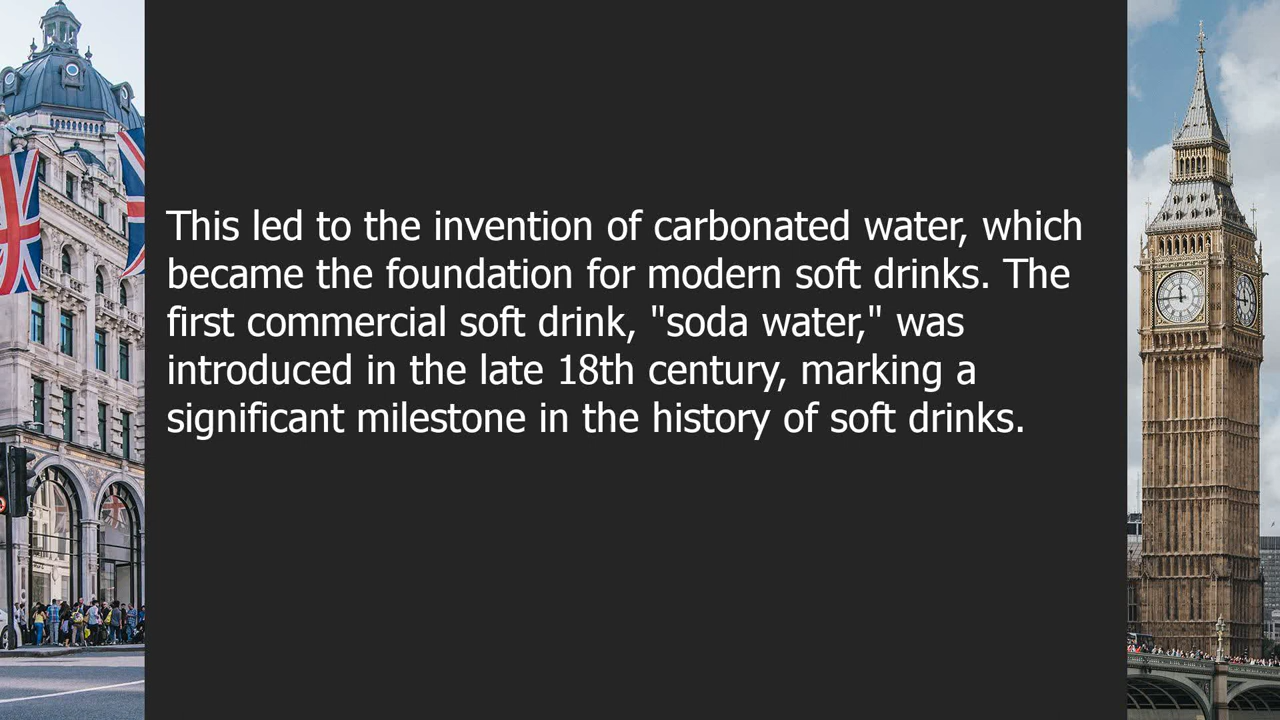 This led to the invention of carbonated water, which
became the foundation for modern soft drinks. The
first commercial soft drink, "soda water," was
introduced in the late 18th century, marking a
significant milestone in the history of soft drinks.